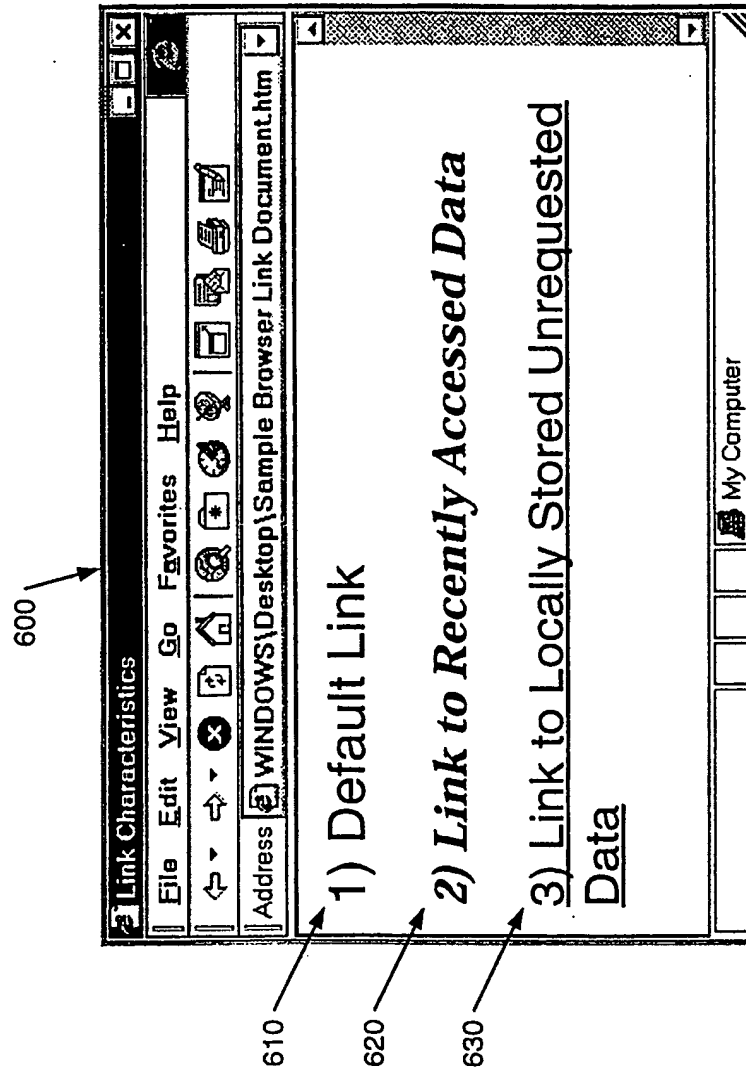 600
Link Characteristics
File Edit View Go Favorites Help
Address WINDOWS\Desktop\Sample Browser Link Document.htm
610
1) Default Link
620
2) Link to Recently Accessed Data
630
3) Link to Locally Stored Unrequested
Data
My Computer